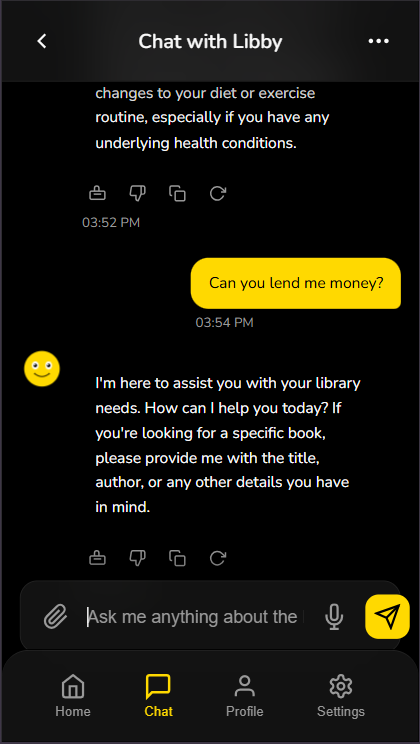 Chat with Libby
changes to your diet or exercise
routine, especially if you have any
underlying health conditions.
03:52 PM
Can you lend me money?
03:54 PM
I'm here to assist you with your library
needs. How can I help you today? If
you're looking for a specific book,
please provide me with the title,
author, or any other details you have
in mind.
Ask me anything about the
Home
Chat
Profile
Settings